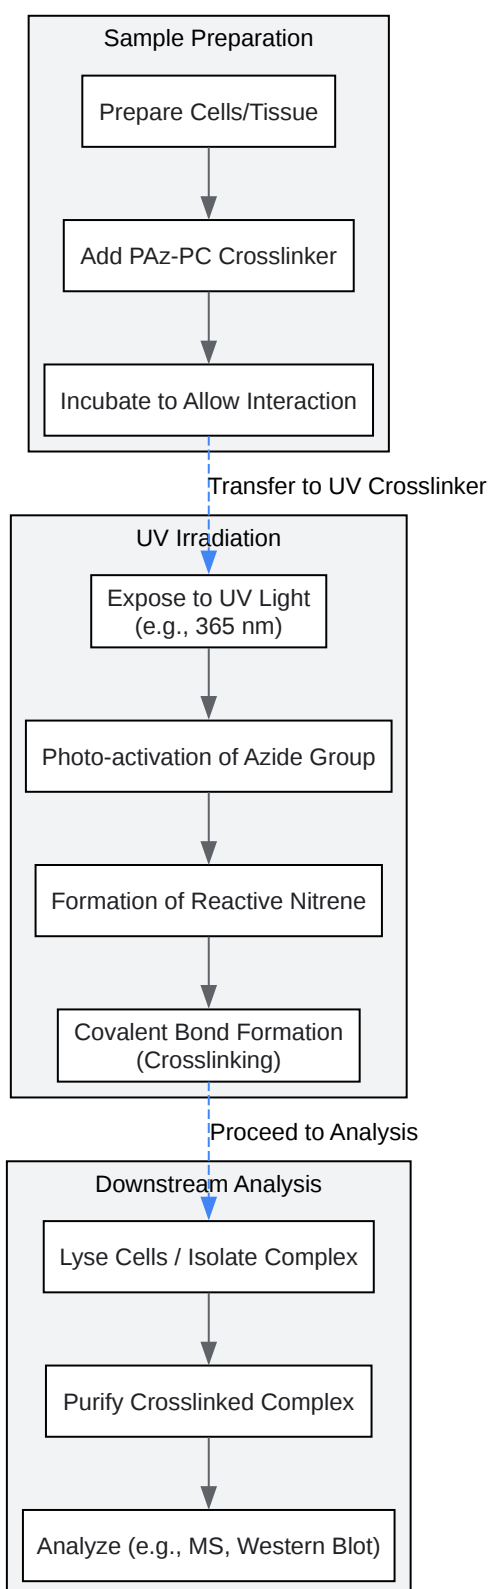 Sample Preparation
Prepare Cells/Tissue
Add PAz-PC Crosslinker
Incubate to Allow Interaction
Transfer to UV Crosslinker
UV Irradiation
Expose to UV Light
(e.g., 365 nm)
Photo-activation of Azide Group
Formation of Reactive Nitrene
Covalent Bond Formation
(Crosslinking)
Proceed to Analysis
Downstream Analysis
Lyse Cells / Isolate Complex
Purify Crosslinked Complex
Analyze (e.g., MS, Western Blot)